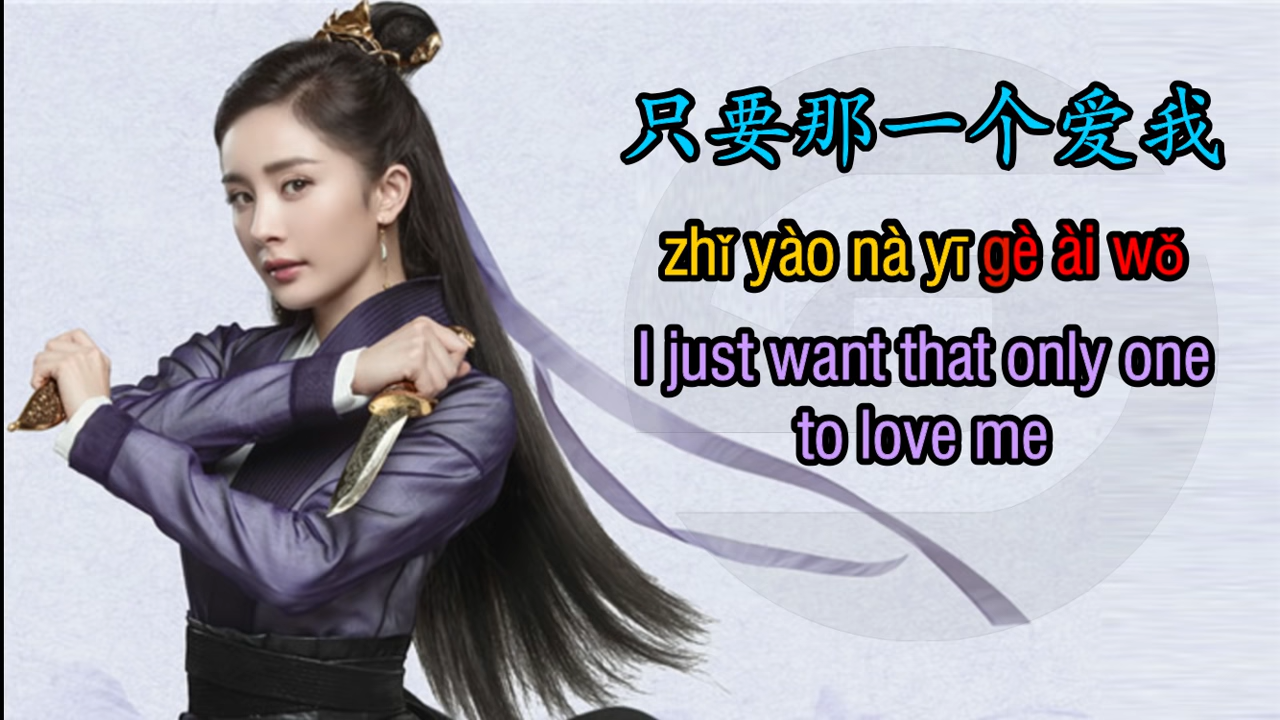 只要那一个爱我
zhǐ yào nà yī gè ài wǒ
I just want that only one
to love me